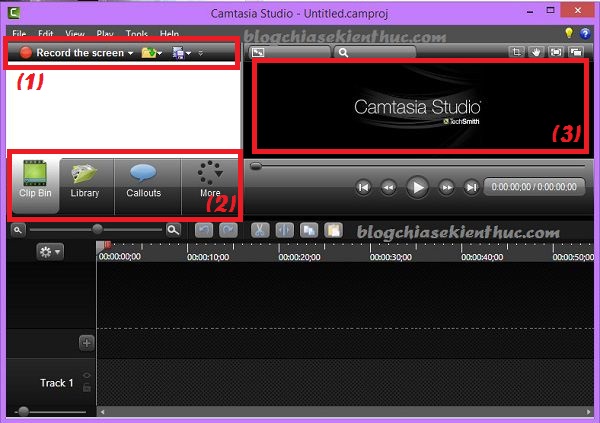 Camtasia Studio - Untitled.camproj
File Edit View Play Tools Help
blogchiasekienthuc.com
Record the screen
(1)
Camtasia Studio
TechSmith
(3)
Clip Bin Library Callouts More
(2)
0:00:00;00 / 0:00:00;00
blogchiasekienthuc.com
00:00:00;00 00:00:10;00 00:00:20;00 00:00:30;00 00:00:40;00 00:00:50;00
Track 1